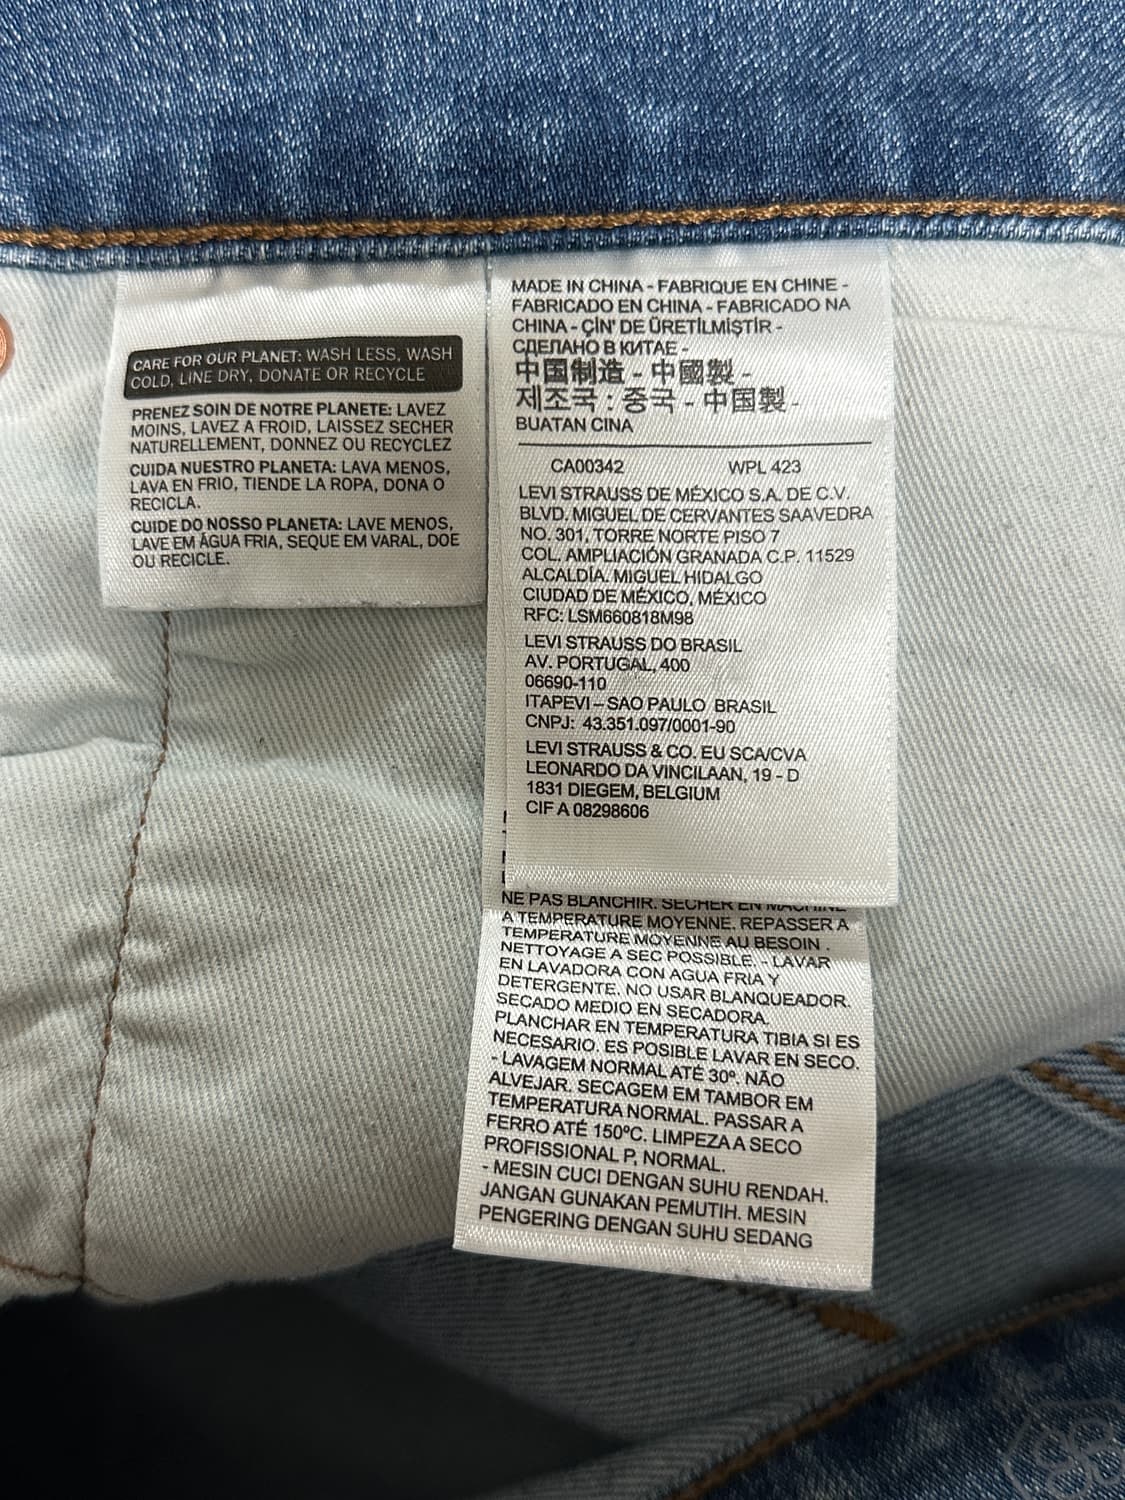 CARE FOR OUR PLANET: WASH LESS, WASH
COLD, LINE DRY, DONATE OR RECYCLE
PRENEZ SOIN DE NOTRE PLANETE: LAVEZ
MOINS, LAVEZ A FROID, LAISSEZ SECHER
NATURELLEMENT, DONNEZ OU RECYCLEZ
CUIDA NUESTRO PLANETA: LAVA MENOS,
LAVA EN FRIO, TIENDE LA ROPA, DONA O
RECICLA.
CUIDE DO NOSSO PLANETA: LAVE MENOS,
LAVE EM ÁGUA FRIA, SEQUE EM VARAL, DOE
OU RECICLE.
MADE IN CHINA - FABRIQUE EN CHINE -
FABRICADO EN CHINA - FABRICADO NA
CHINA - ÇİN' DE ÜRETİLMİŞTİR -
СДЕЛАНО В КИТАЕ -
中国制造 - 中國製 -
제조국 : 중국 - 中国製 -
BUATAN CINA
CA00342 WPL 423
LEVI STRAUSS DE MÉXICO S.A. DE C.V.
BLVD. MIGUEL DE CERVANTES SAAVEDRA
NO. 301, TORRE NORTE PISO 7
COL. AMPLIACIÓN GRANADA C.P. 11529
ALCALDÍA. MIGUEL HIDALGO
CIUDAD DE MÉXICO, MÉXICO
RFC: LSM660818M98
LEVI STRAUSS DO BRASIL
AV. PORTUGAL, 400
06690-110
ITAPEVI – SAO PAULO BRASIL
CNPJ: 43.351.097/0001-90
LEVI STRAUSS & CO. EU SCA/CVA
LEONARDO DA VINCILAAN, 19 - D
1831 DIEGEM, BELGIUM
CIF A 08298606
NE PAS BLANCHIR. SECHER EN MACHINE
A TEMPERATURE MOYENNE. REPASSER A
TEMPERATURE MOYENNE AU BESOIN .
NETTOYAGE A SEC POSSIBLE. - LAVAR
EN LAVADORA CON AGUA FRIA Y
DETERGENTE. NO USAR BLANQUEADOR.
SECADO MEDIO EN SECADORA.
PLANCHAR EN TEMPERATURA TIBIA SI ES
NECESARIO. ES POSIBLE LAVAR EN SECO.
- LAVAGEM NORMAL ATÉ 30º. NÃO
ALVEJAR. SECAGEM EM TAMBOR EM
TEMPERATURA NORMAL. PASSAR A
FERRO ATÉ 150ºC. LIMPEZA A SECO
PROFISSIONAL P, NORMAL.
- MESIN CUCI DENGAN SUHU RENDAH.
JANGAN GUNAKAN PEMUTIH. MESIN
PENGERING DENGAN SUHU SEDANG